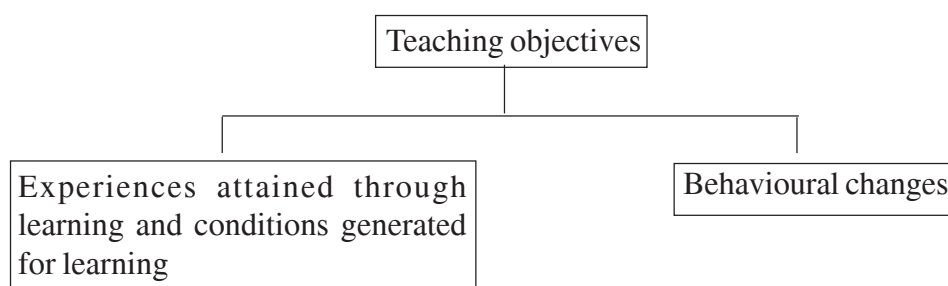 Teaching objectives
Experiences attained through
learning and conditions generated
for learning
Behavioural changes